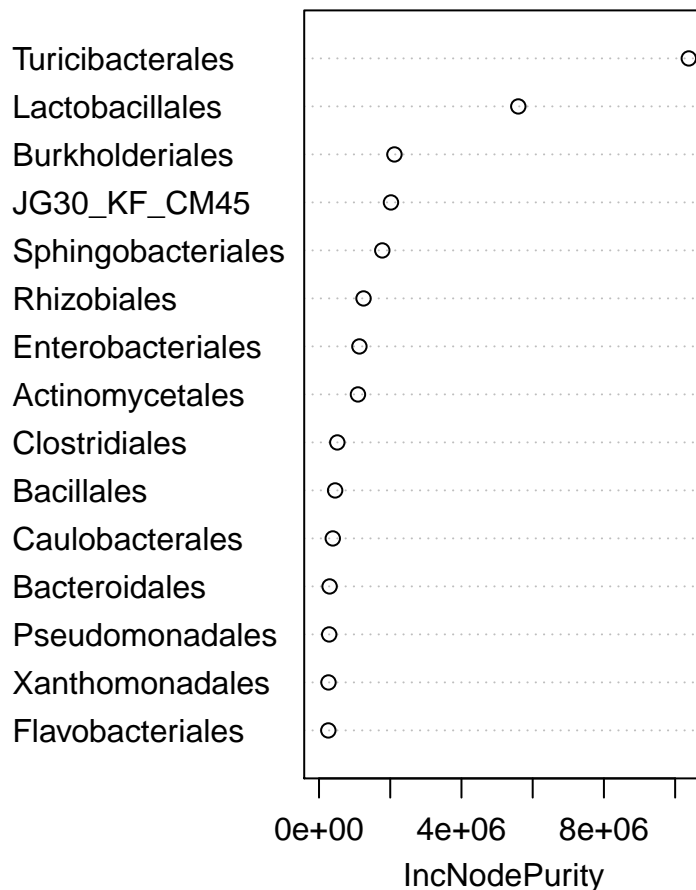 Turicibacterales
Lactobacillales
Burkholderiales
JG30_KF_CM45
Sphingobacteriales
Rhizobiales
Enterobacteriales
Actinomycetales
Clostridiales
Bacillales
Caulobacterales
Bacteroidales
Pseudomonadales
Xanthomonadales
Flavobacteriales
0e+00 4e+06 8e+06
IncNodePurity